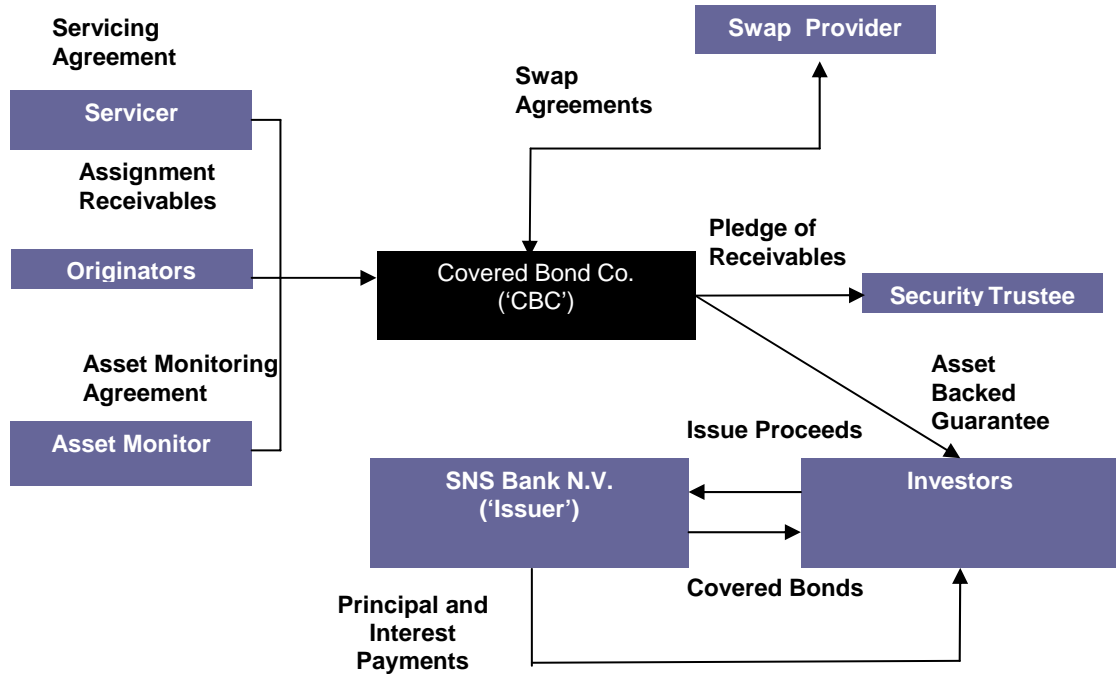 Servicing
Agreement
Swap Provider
Swap
Agreements
Servicer
Assignment
Receivables
Pledge of
Receivables
Originators
Covered Bond Co.
(‘CBC’)
Security Trustee
Asset Monitoring
Agreement
Asset
Backed
Guarantee
Asset Monitor
Issue Proceeds
SNS Bank N.V.
(‘Issuer’)
Investors
Covered Bonds
Principal and
Interest
Payments